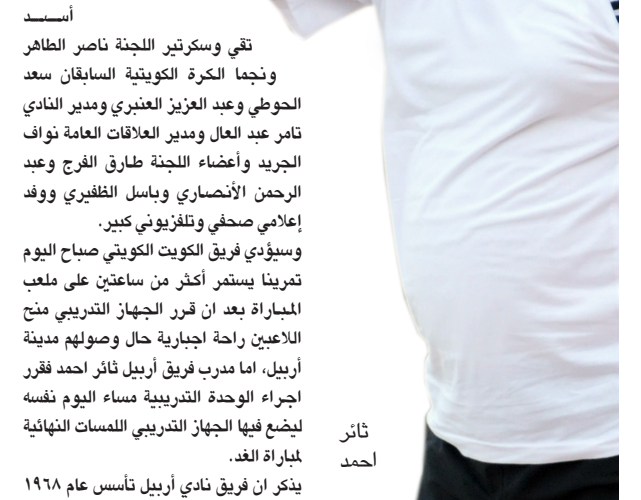 أســـد
تقي وسكرتير اللجنة ناصر الطاهر
ونجما الكرة الكويتية السابقان سعد
الحوطي وعبد العزيز العنبري ومدير النادي
تامر عبد العال ومدير العلاقات العامة نواف
الجريد وأعضاء اللجنة طارق الفرج وعبد
الرحمن الأنصاري وباسل الظفيري ووفد
إعلامي صحفي وتلفزيوني كبير.
وسيؤدي فريق الكويت الكويتي صباح اليوم
تمرينا يستمر أكثر من ساعتين على ملعب
المباراة بعد ان قرر الجهاز التدريبي منح
اللاعبين راحة اجبارية حال وصولهم مدينة
أربيل، اما مدرب فريق أربيل ثائر احمد فقرر
اجراء الوحدة التدريبية مساء اليوم نفسه
ليضع فيها الجهاز التدريبي اللمسات النهائية
لمباراة الغد.
يذكر ان فريق نادي أربيل تأسس عام ١٩٦٨
ثائر
احمد